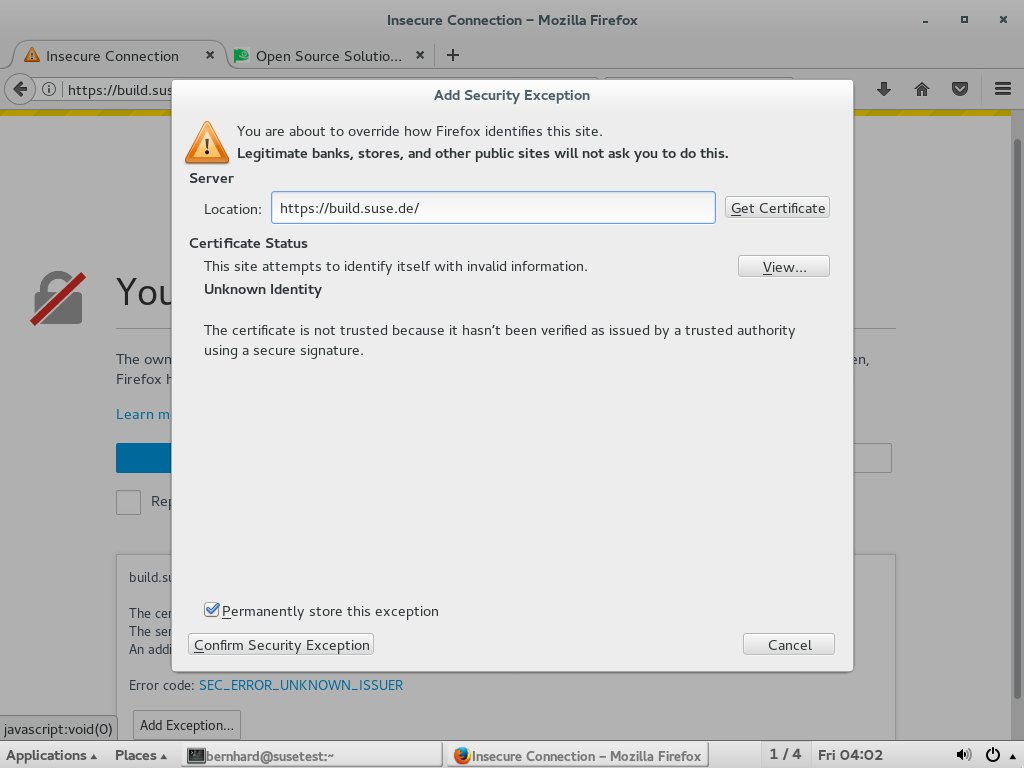 Insecure Connection – Mozilla Firefox
Insecure Connection
Open Source Solutio...
https://build.sus
Add Security Exception
You are about to override how Firefox identifies this site.
Legitimate banks, stores, and other public sites will not ask you to do this.
Server
Location: https://build.suse.de/ Get Certificate
Certificate Status
This site attempts to identify itself with invalid information. View...
Unknown Identity
The certificate is not trusted because it hasn't been verified as issued by a trusted authority
using a secure signature.
You
The own
en,
Firefox h
Learn m
Rep
build.su
The cer
The ser
An addi
Permanently store this exception
Confirm Security Exception Cancel
Error code: SEC_ERROR_UNKNOWN_ISSUER
Add Exception...
javascript:void(0)
Applications Places bernhard@susetest:~ Insecure Connection – Mozilla Firefox 1 / 4 Fri 04:02